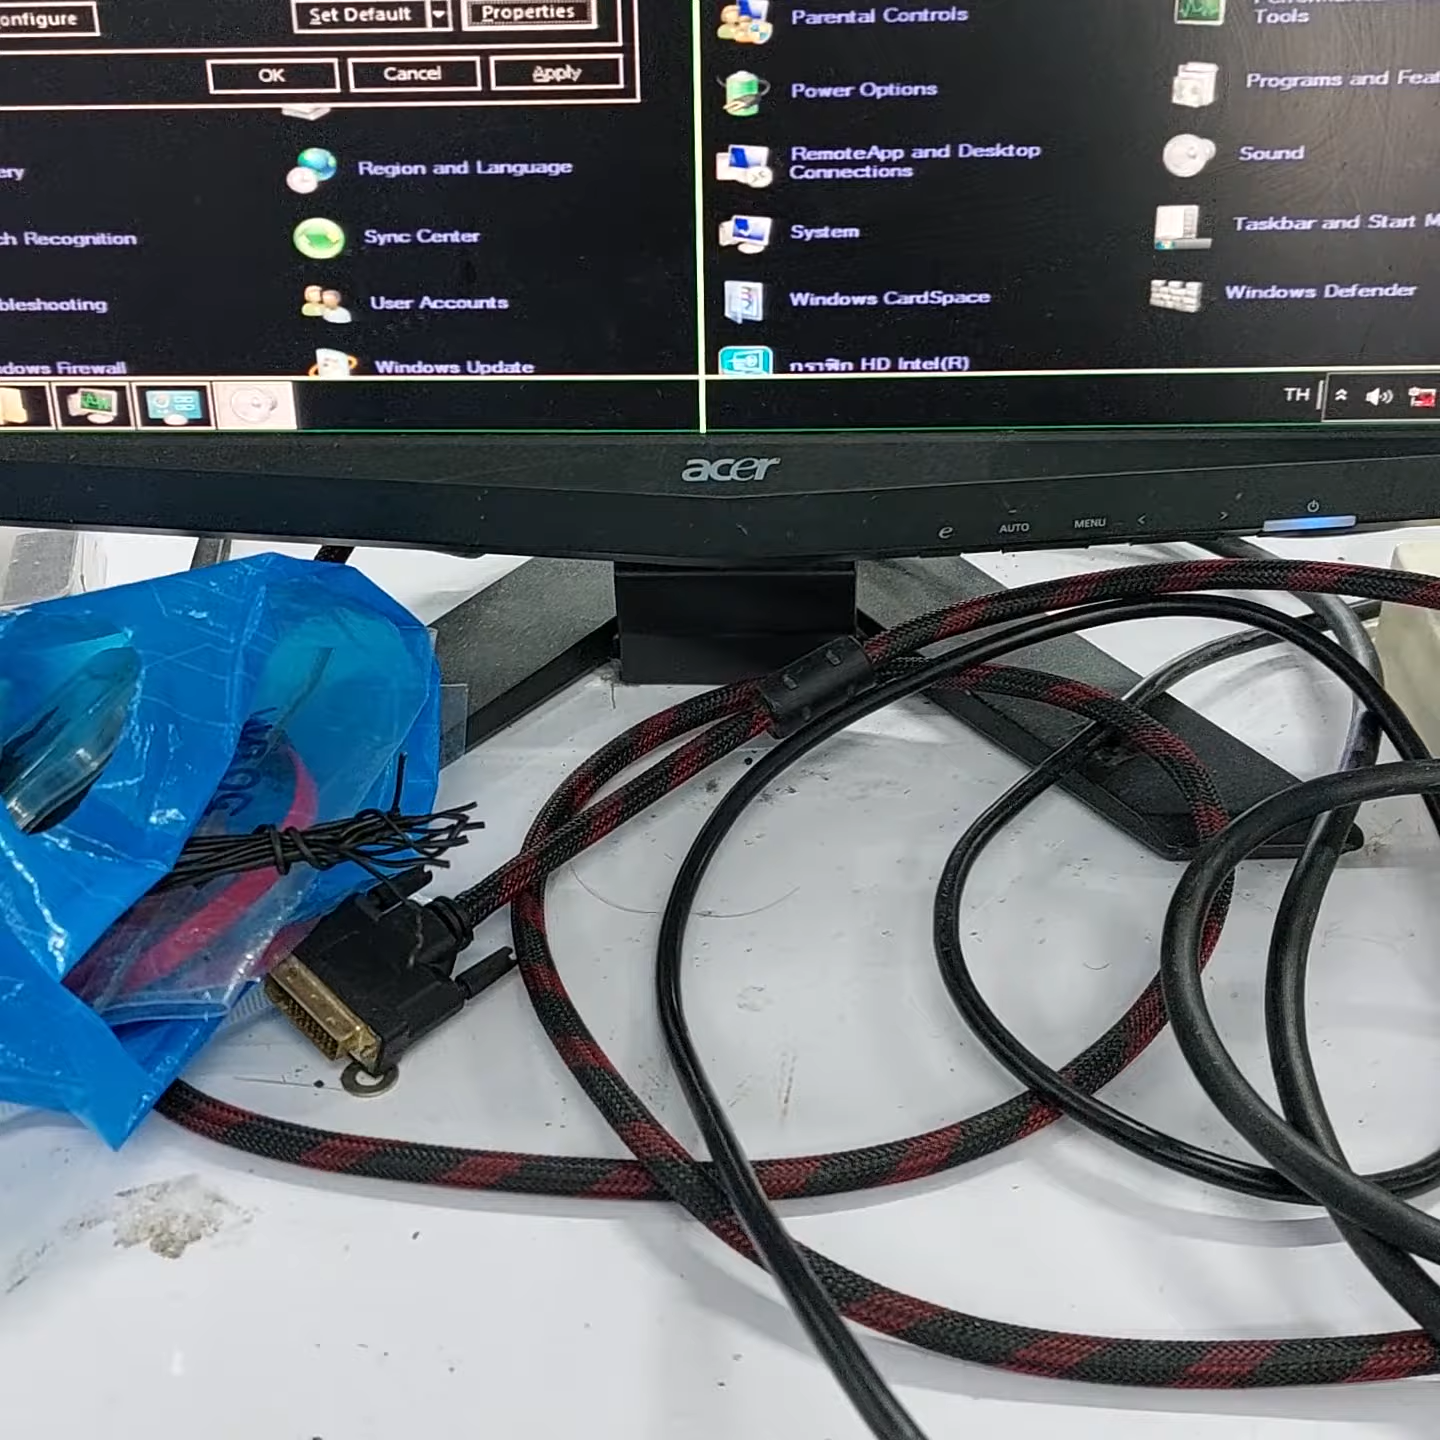 onfigure
Set Default
Properties
OK
Cancel
Apply
Region and Language
ch Recognition
Sync Center
bleshooting
User Accounts
dows Firewall
Windows Update
Parental Controls
Tools
Power Options
Programs and Feat
RemoteApp and Desktop
Connections
Sound
System
Taskbar and Start M
Windows CardSpace
Windows Defender
กราฟิก HD Intel(R)
TH
acer
e
AUTO
MENU